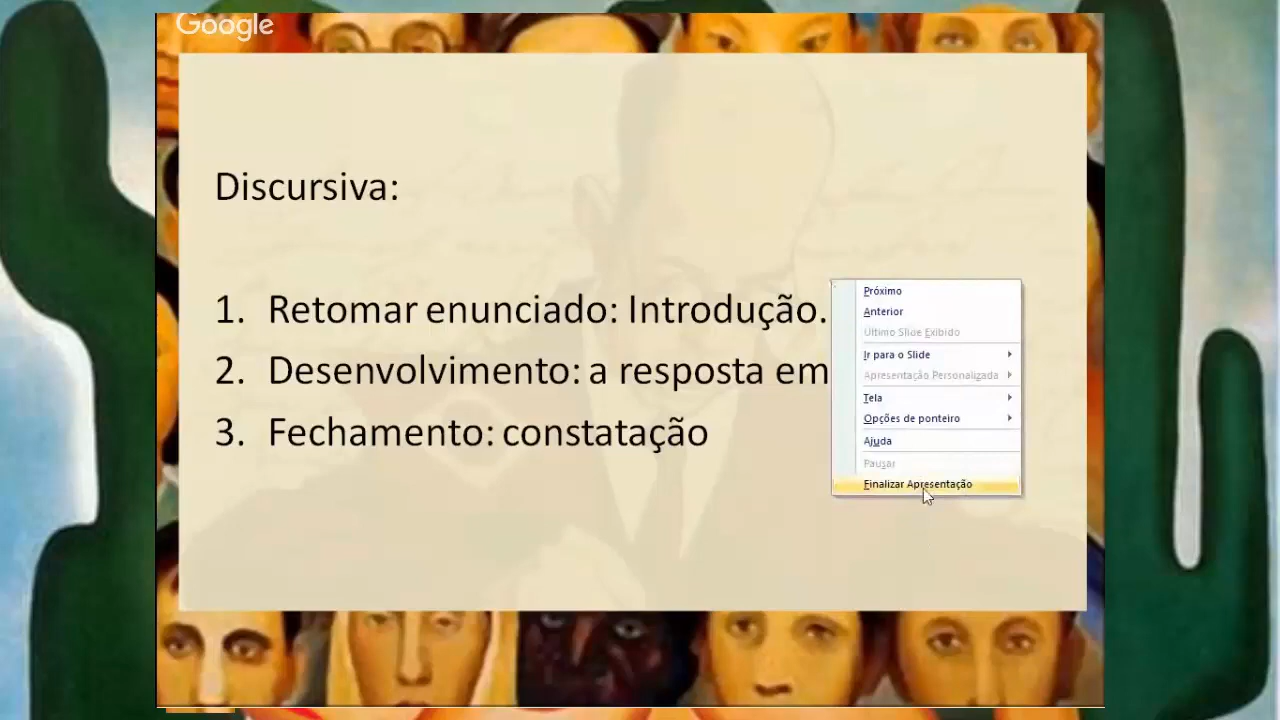 Google
Discursiva:
1. Retomar enunciado: Introdução.
2. Desenvolvimento: a resposta em
3. Fechamento: constatação
Próximo
Anterior
Último Slide Exibido
Ir para o Slide
Apresentação Personalizada
Tela
Opções de ponteiro
Ajuda
Pausar
Finalizar Apresentação